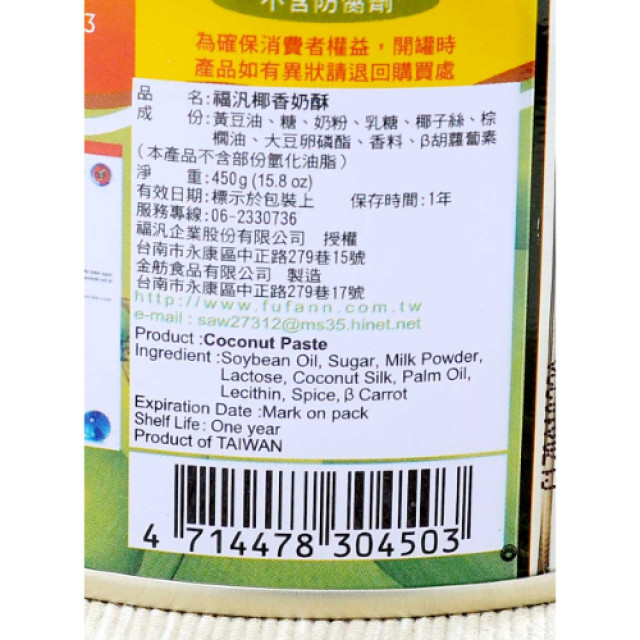 不含防腐劑
為確保消費者權益，開罐時
產品如有異狀請退回購買處
品　　名：福汎椰香奶酥
成　　份：黃豆油、糖、奶粉、乳糖、椰子絲、棕
櫚油、大豆卵磷酯、香料、β胡蘿蔔素
（本產品不含部份氫化油脂）
淨　　重：450g (15.8 oz)
有效日期：標示於包裝上　　保存時間：1年
服務專線：06-2330736
福汎企業股份有限公司　授權
台南市永康區中正路279巷15號
金舫食品有限公司　製造
台南市永康區中正路279巷17號
http://www.fufann.com.tw
e-mail : saw27312@ms35.hinet.net
Product : Coconut Paste
Ingredient : Soybean Oil, Sugar, Milk Powder,
Lactose, Coconut Silk, Palm Oil,
Lecithin, Spice, β Carrot
Expiration Date : Mark on pack
Shelf Life : One year
Product of TAIWAN
4 714478 304503